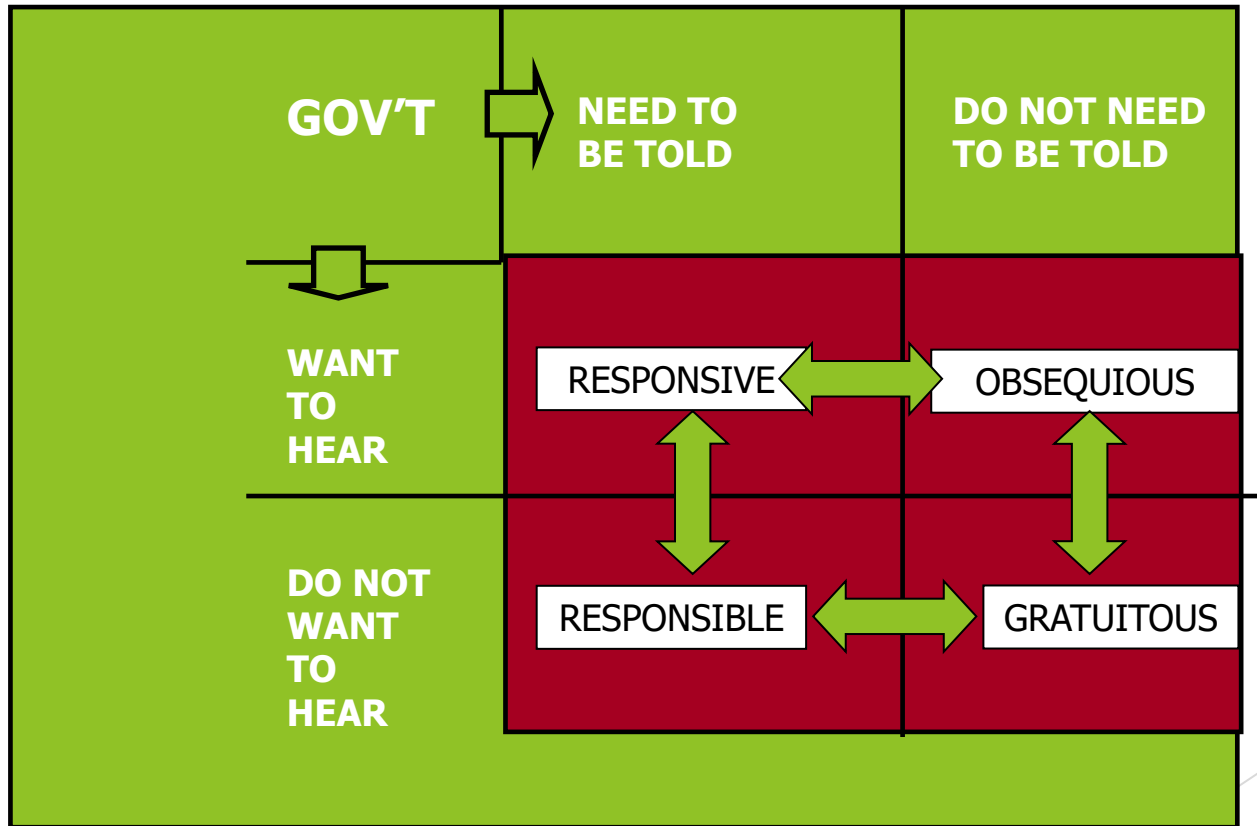 GOV’T
NEED TO
BE TOLD
DO NOT NEED
TO BE TOLD
WANT
TO
HEAR
RESPONSIVE
OBSEQUIOUS
DO NOT
WANT
TO
HEAR
RESPONSIBLE
GRATUITOUS